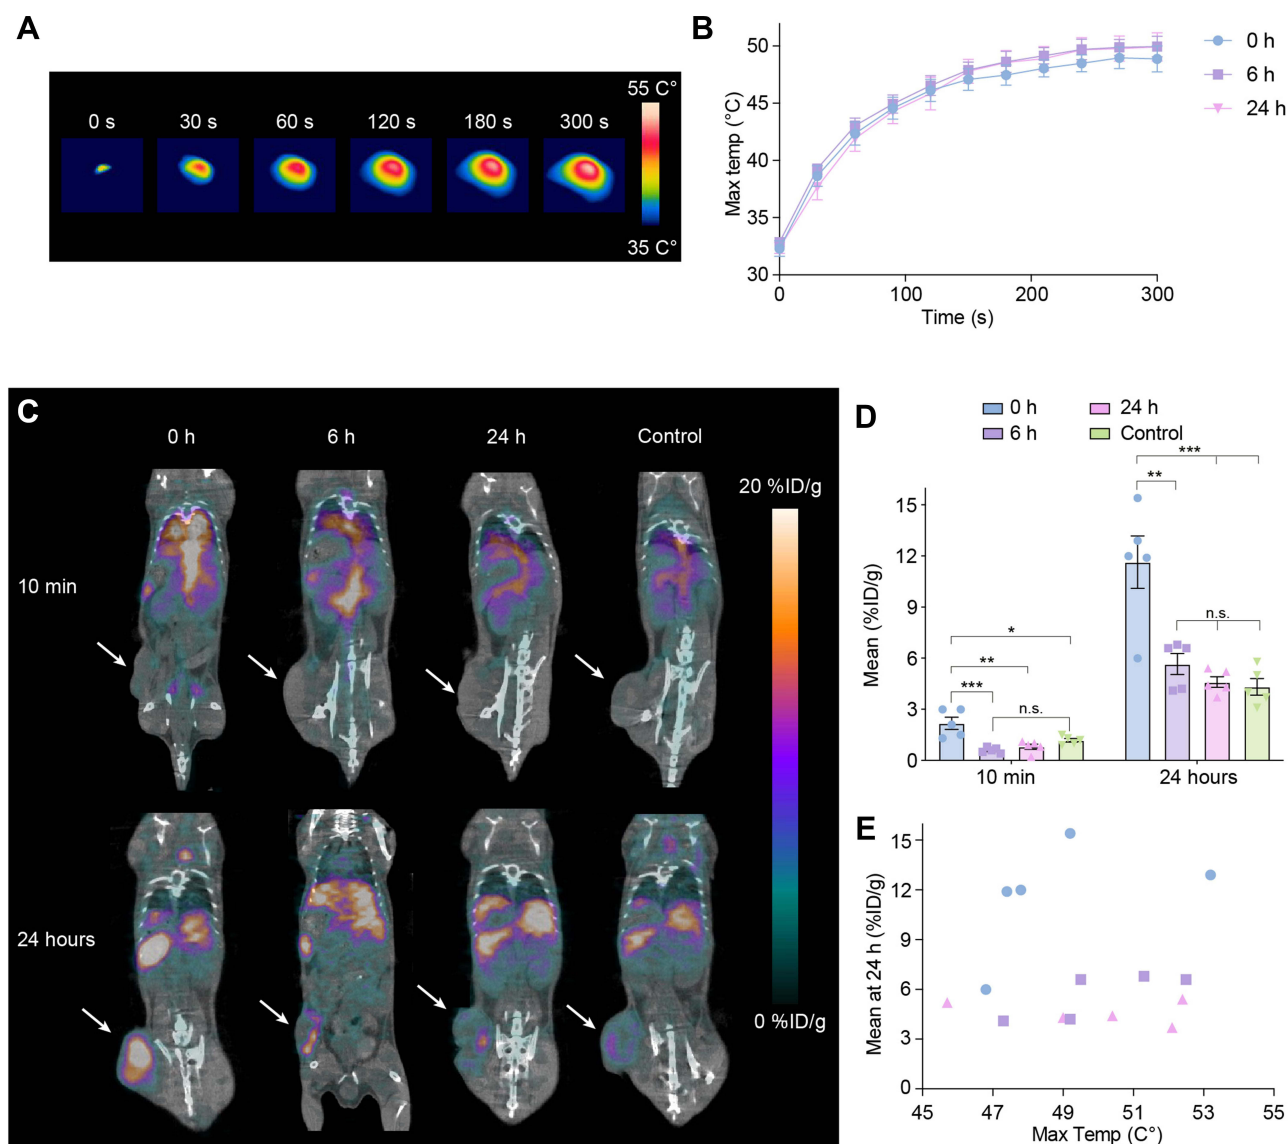 A
55 C°
0 s 30 s 60 s 120 s 180 s 300 s
35 C°
B
50
45
40
35
30
Max temp (°C)
0 100 200 300
Time (s)
0 h
6 h
24 h
C
0 h 6 h 24 h Control
20 %ID/g
10 min
24 hours
0 %ID/g
D
0 h 24 h
6 h Control
15
12
9
6
3
0
Mean (%ID/g)
***
**
n.s.
*
**
***
n.s.
10 min 24 hours
E
15
12
9
6
3
0
Mean at 24 h (%ID/g)
45 47 49 51 53 55
Max Temp (C°)